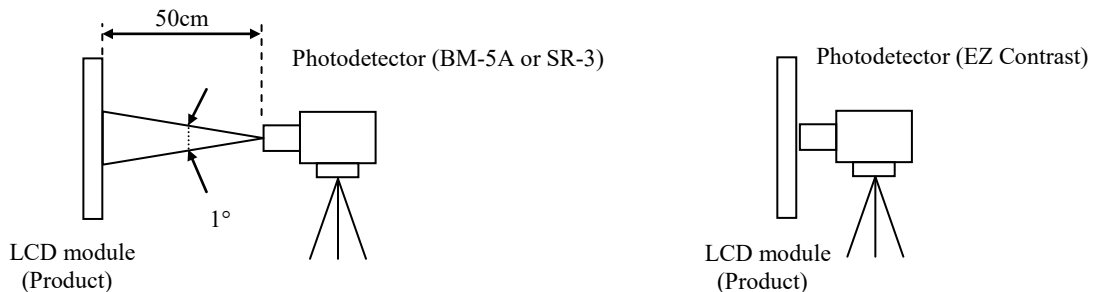 50cm
Photodetector (BM-5A or SR-3)
1°
LCD module
(Product)
Photodetector (EZ Contrast)
LCD module
(Product)